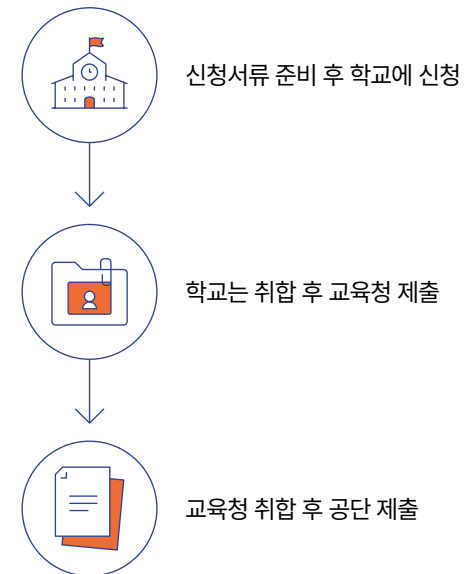 신청서류 준비 후 학교에 신청
학교는 취합 후 교육청 제출
교육청 취합 후 공단 제출